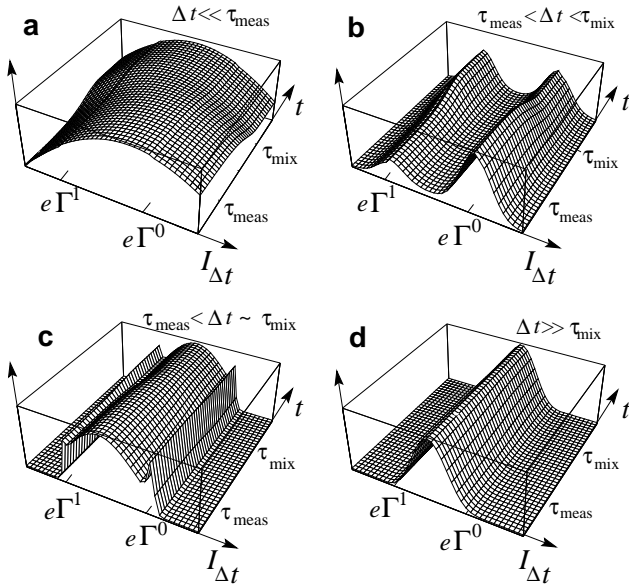 a
Δt << τmeas
t
τmix
τmeas
eΓ¹
eΓ⁰
IΔt
b
τmeas < Δt < τmix
t
τmix
τmeas
eΓ¹
eΓ⁰
IΔt
c
τmeas < Δt ~ τmix
t
τmix
τmeas
eΓ¹
eΓ⁰
IΔt
d
Δt >> τmix
t
τmix
τmeas
eΓ¹
eΓ⁰
IΔt